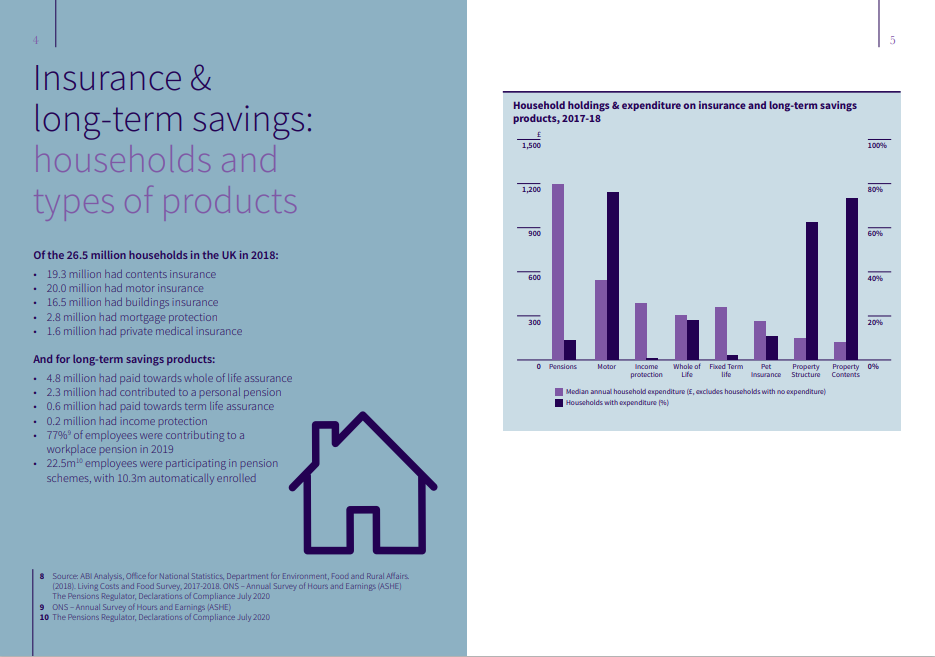 4
Insurance &
long-term savings:
households and
types of products
Of the 26.5 million households in the UK in 2018:
• 19.3 million had contents insurance
• 20.0 million had motor insurance
• 16.5 million had buildings insurance
• 2.8 million had mortgage protection
• 1.6 million had private medical insurance
And for long-term savings products:
• 4.8 million had paid towards whole of life assurance
• 2.3 million had contributed to a personal pension
• 0.6 million had paid towards term life assurance
• 0.2 million had income protection
• 77%⁹ of employees were contributing to a
workplace pension in 2019
• 22.5m¹⁰ employees were participating in pension
schemes, with 10.3m automatically enrolled
8 Source: ABI Analysis, Office for National Statistics, Department for Environment, Food and Rural Affairs.
(2018). Living Costs and Food Survey, 2017-2018. ONS – Annual Survey of Hours and Earnings (ASHE)
The Pensions Regulator, Declarations of Compliance July 2020
9 ONS – Annual Survey of Hours and Earnings (ASHE)
10 The Pensions Regulator, Declarations of Compliance July 2020
5
Household holdings & expenditure on insurance and long-term savings
products, 2017-18
£
1,500 100%
1,200 80%
900 60%
600 40%
300 20%
0 Pensions Motor Income Whole of Fixed Term Pet Property Property 0%
protection Life life Insurance Structure Contents
Median annual household expenditure (£, excludes households with no expenditure)
Households with expenditure (%)